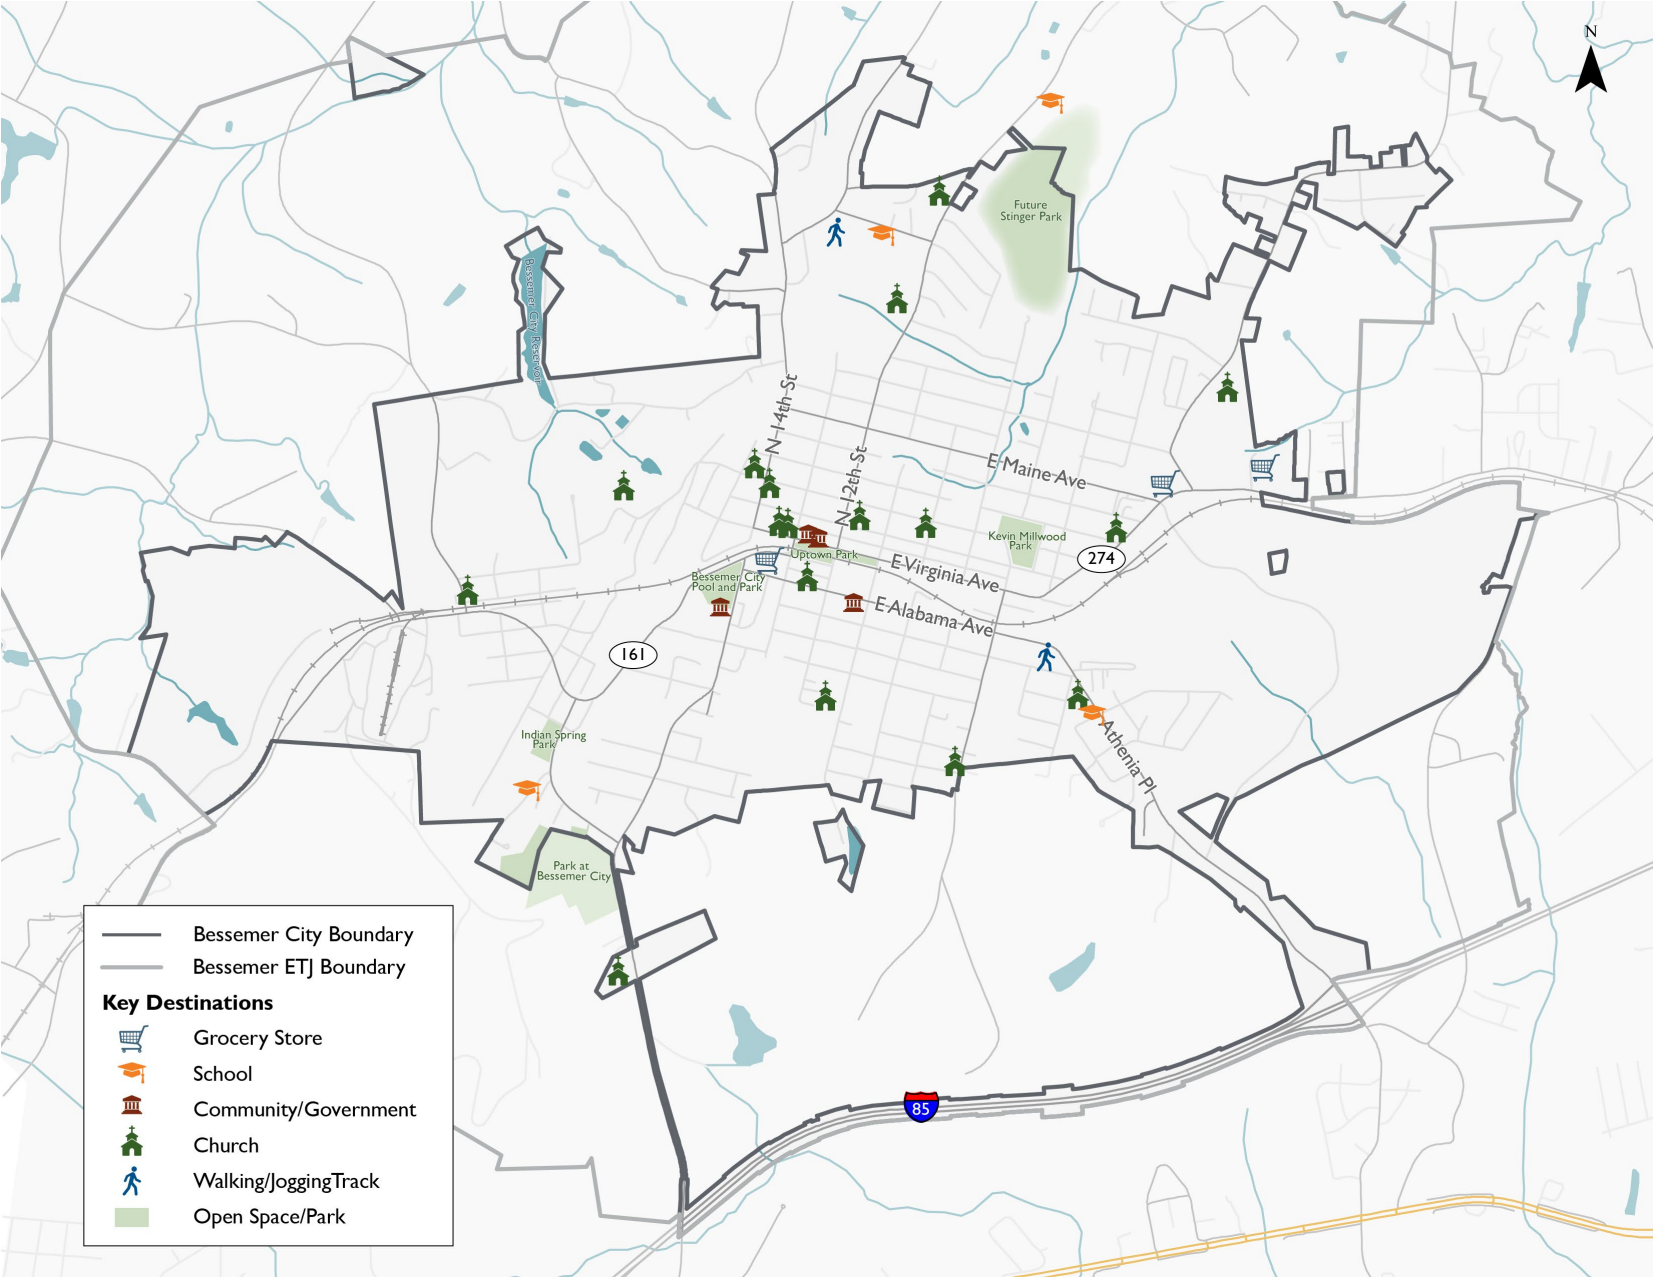 N
Future
Stinger Park
Bessemer City Reservoir
N 14th St
N 12th St
E Maine Ave
Kevin Millwood
Park
274
Uptown Park
E Virginia Ave
Bessemer City
Pool and Park
E Alabama Ave
161
Indian Spring
Park
Athenia Pl
Park at
Bessemer City
85
Bessemer City Boundary
Bessemer ETJ Boundary
Key Destinations
Grocery Store
School
Community/Government
Church
Walking/JoggingTrack
Open Space/Park